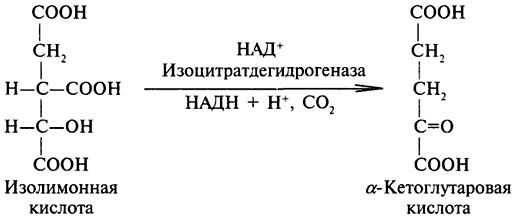 COOH
CH₂
H–C–COOH
H–C–OH
COOH
Изолимонная
кислота
НАД⁺
Изоцитратдегидрогеназа
НАДН + Н⁺, CO₂
COOH
CH₂
CH₂
C=O
COOH
α-Кетоглутаровая
кислота